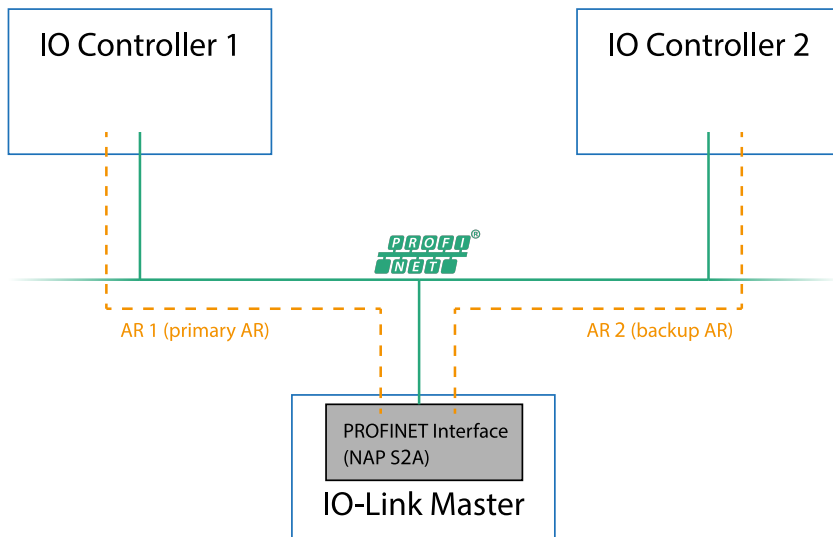 IO Controller 1
IO Controller 2
PROFI®
NET
AR 1 (primary AR)
AR 2 (backup AR)
PROFINET Interface
(NAP S2A)
IO-Link Master